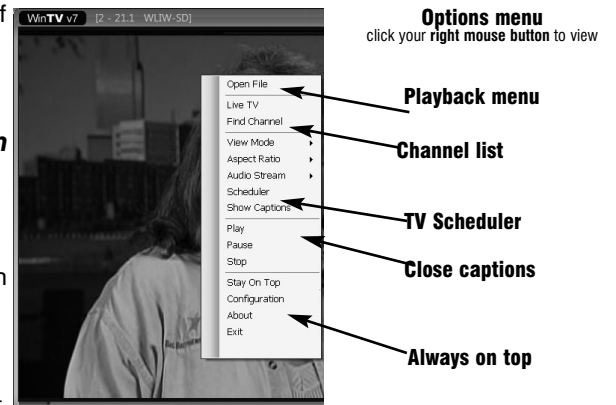 f
WinTV v7 [2 - 21.1 WLIW-SD]
Options menu
click your right mouse button to view
Open File
Playback menu
Live TV
Find Channel
n
Channel list
View Mode
Aspect Ratio
Audio Stream
Scheduler
Show Captions
TV Scheduler
Play
Pause
Close captions
Stop
n
Stay On Top
Configuration
About
Exit
Always on top